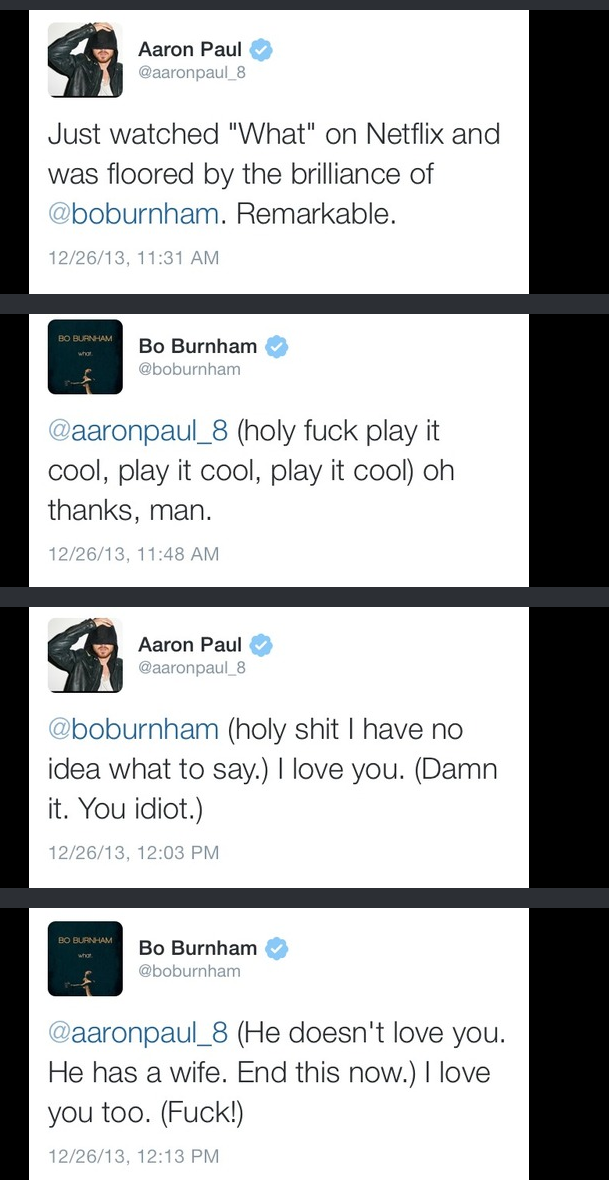 Aaron Paul
@aaronpaul_8
Just watched "What" on Netflix and
was floored by the brilliance of
@boburnham. Remarkable.
12/26/13, 11:31 AM
BO BURNHAM
what.
Bo Burnham
@boburnham
@aaronpaul_8 (holy fuck play it
cool, play it cool, play it cool) oh
thanks, man.
12/26/13, 11:48 AM
Aaron Paul
@aaronpaul_8
@boburnham (holy shit I have no
idea what to say.) I love you. (Damn
it. You idiot.)
12/26/13, 12:03 PM
BO BURNHAM
what.
Bo Burnham
@boburnham
@aaronpaul_8 (He doesn't love you.
He has a wife. End this now.) I love
you too. (Fuck!)
12/26/13, 12:13 PM